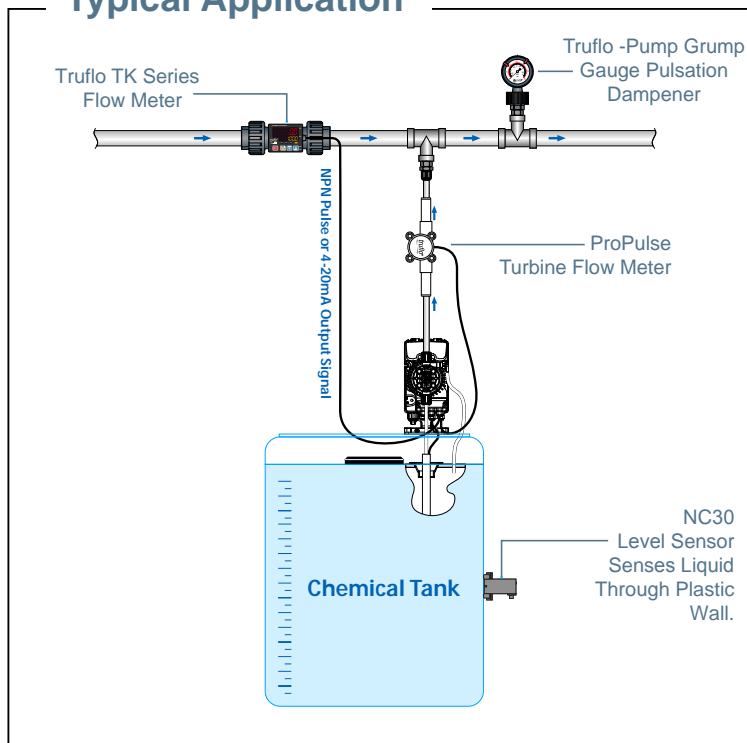 Typical Application
Truflo TK Series
Flow Meter
Truflo -Pump Grump
Gauge Pulsation
Dampener
NPN Pulse or 4-20mA Output Signal
ProPulse
Turbine Flow Meter
NC30
Level Sensor
Senses Liquid
Through Plastic
Wall.
Chemical Tank